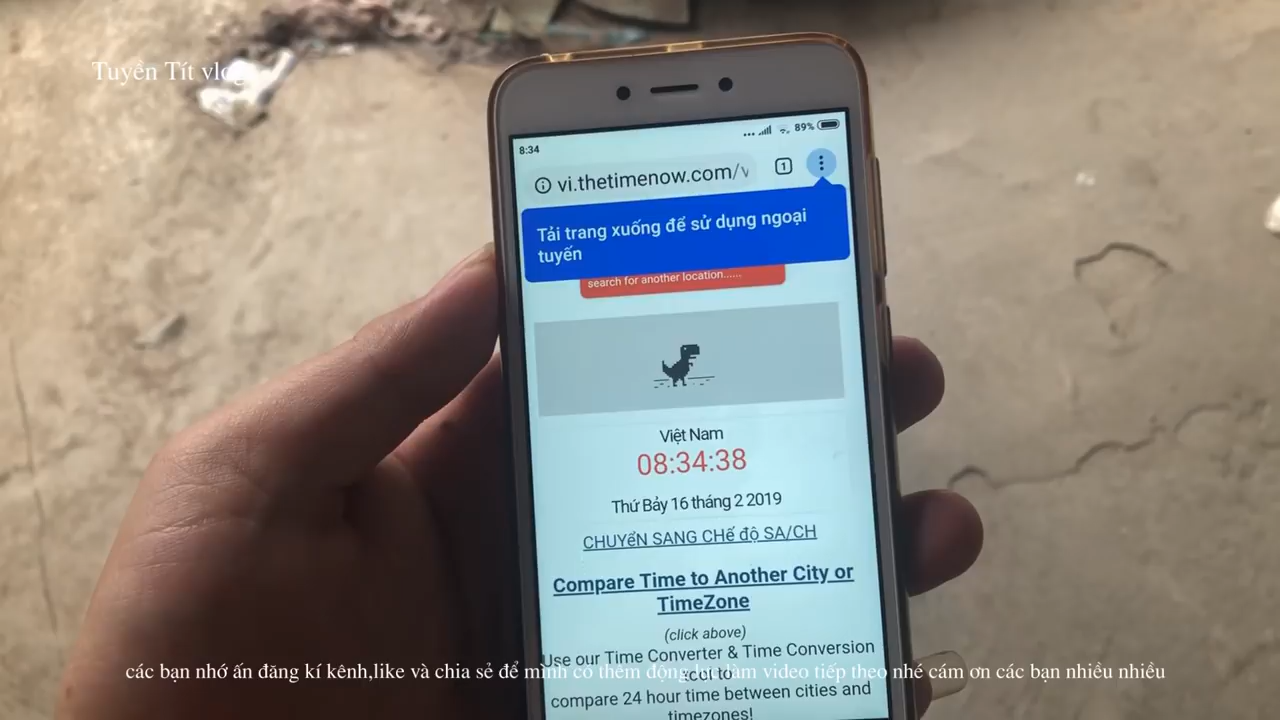 Tuyền Tít vlog
8:34
89%
vi.thetimenow.com/v
1
Tải trang xuống để sử dụng ngoại
tuyến
search for another location......
Việt Nam
08:34:38
Thứ Bảy 16 tháng 2 2019
CHUYểN SANG CHế độ SA/CH
Compare Time to Another City or
TimeZone
(click above)
Use our Time Converter & Time Conversion
to
các bạn nhớ ấn đăng kí kênh,like và chia sẻ để mình có thêm động lực làm video tiếp theo nhé cám ơn các bạn nhiều nhiều
compare 24 hour time between cities and
timezones!